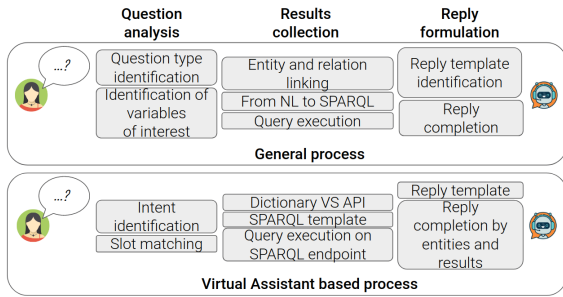 Question
analysis
Results
collection
Reply
formulation
...?
Question type
identification
Identification of
variables
of interest
Entity and relation
linking
From NL to SPARQL
Query execution
Reply template
identification
Reply
completion
General process
...?
Intent
identification
Slot matching
Dictionary VS API
SPARQL template
Query execution on
SPARQL endpoint
Reply template
Reply
completion by
entities and
results
Virtual Assistant based process